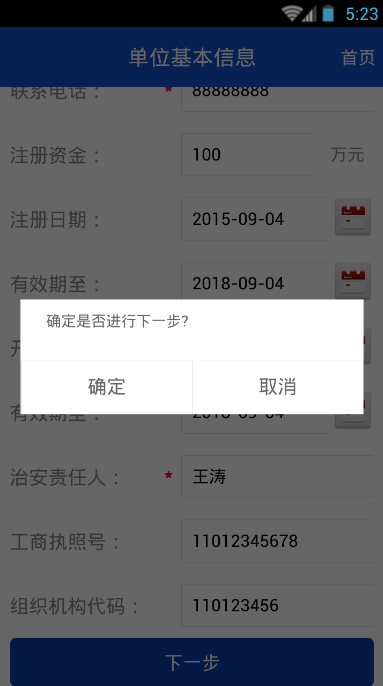 5:23
单位基本信息 首页
联系电话： * 88888888
注册资金： 100 万元
注册日期： 2015-09-04
有效期至： 2018-09-04
确定是否进行下一步?
确定 取消
有效期至： 2018-09-04
治安责任人： * 王涛
工商执照号： 11012345678
组织机构代码： 110123456
下一步